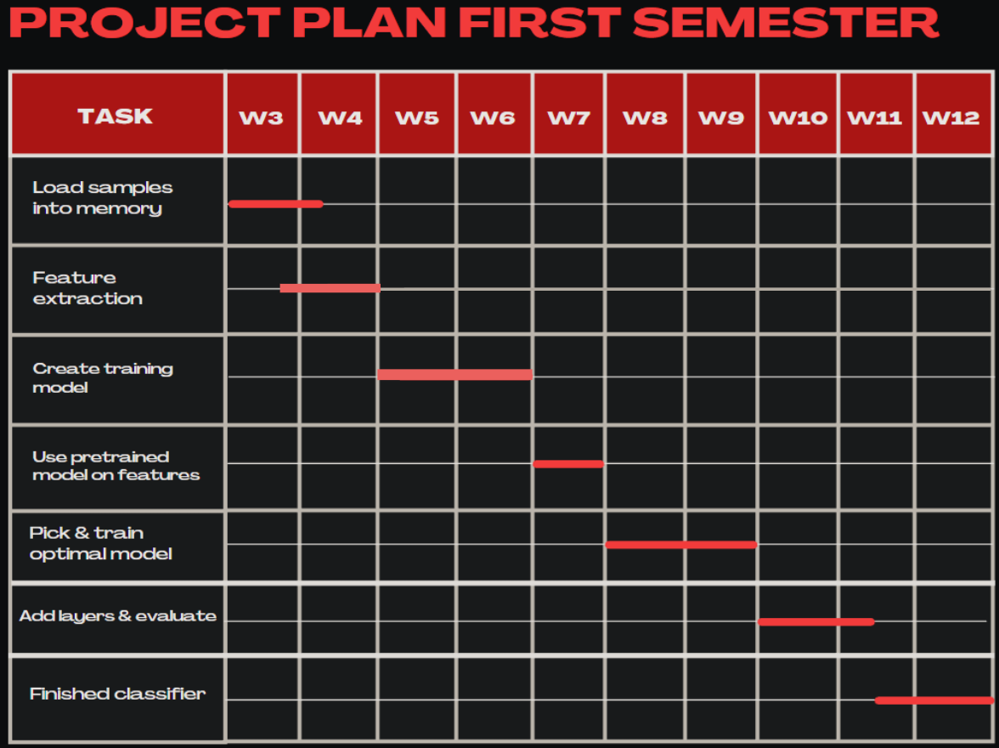 PROJECT PLAN FIRST SEMESTER
TASK W3 W4 W5 W6 W7 W8 W9 W10 W11 W12
Load samples
into memory
Feature
extraction
Create training
model
Use pretrained
model on features
Pick & train
optimal model
Add layers & evaluate
Finished classifier